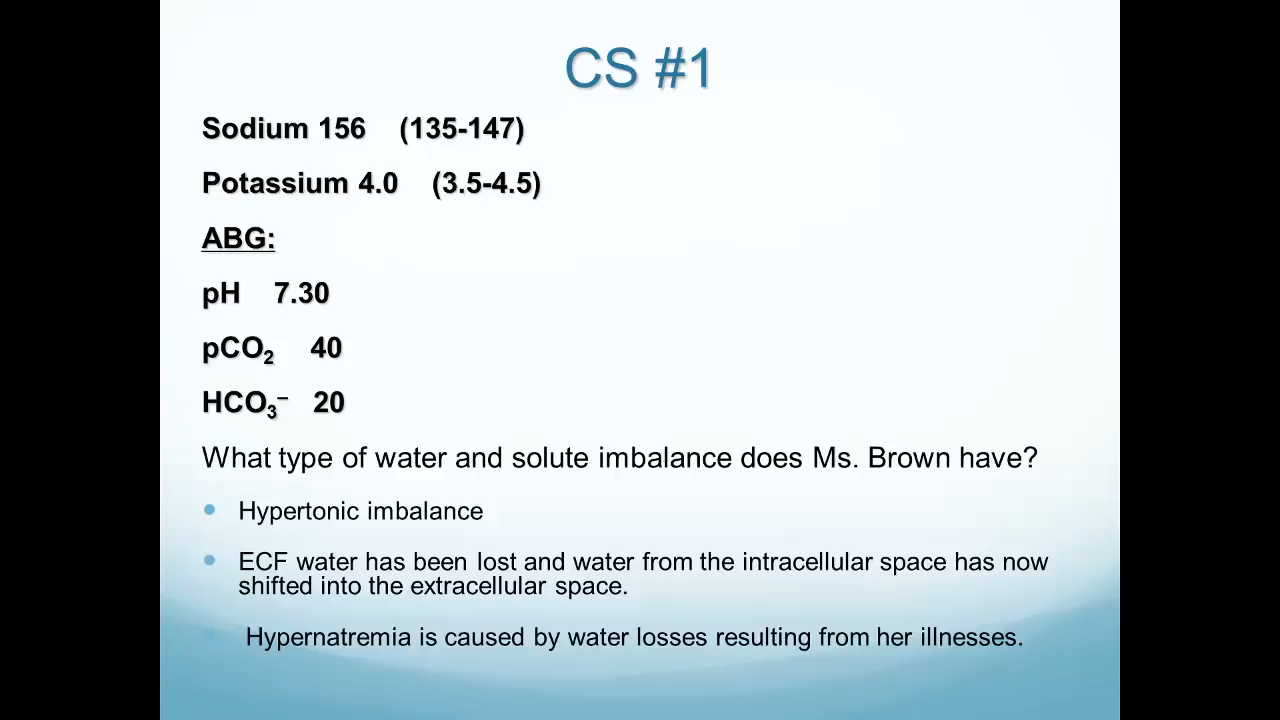 CS #1
Sodium 156 (135-147)
Potassium 4.0 (3.5-4.5)
ABG:
pH 7.30
pCO₂ 40
HCO₃⁻ 20
What type of water and solute imbalance does Ms. Brown have?
• Hypertonic imbalance
• ECF water has been lost and water from the intracellular space has now
shifted into the extracellular space.
• Hypernatremia is caused by water losses resulting from her illnesses.